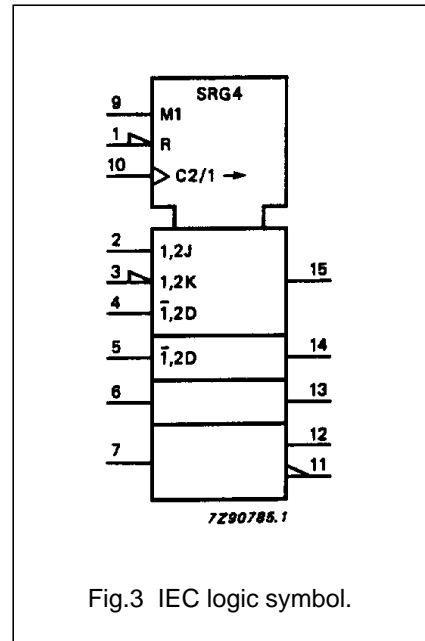 SRG4
9 M1
1 R
10 C2/1 →
2 1,2J
3 1,2K 15
4 1̅,2D
5 1̅,2D 14
6 13
12
7 11
7Z90785.1
Fig.3 IEC logic symbol.